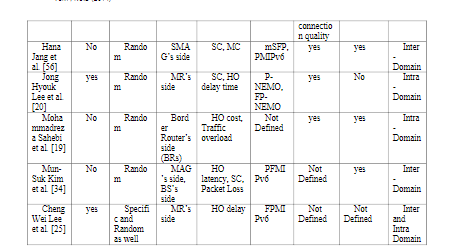 connectio
n quality
Hana
Jang et
al. [56]
No
Rando
m
SMA
G's side
SC, MC
mSFP,
PMIPv6
yes
yes
Inter
-
Domain
Jong
Hyouk
Lee et al.
[20]
yes
Rando
m
MR's
side
SC, HO
delay time
P-
NEMO,
FP-
NEMO
yes
No
Intra
-
Domain
Moha
mmadrez
a Sahebi
et al. [19]
No
Rando
m
Bord
er
Router's
side
(BRs)
HO cost,
Traffic
overload
Not
Defined
yes
yes
Intra
-
Domain
Mun-
Suk Kim
et al. [34]
No
Rando
m
MAG
's side,
BS's
side
HO
latency, SC,
Packet Loss
PFMI
Pv6
Not
Defined
yes
Inter
-
Domain
Cheng
Wei Lee
et al. [25]
yes
Specifi
c and
Random
as well
MR's
side
HO delay
FPMI
Pv6
Not
Defined
Not
Defined
Inter
and
Intra
Domain